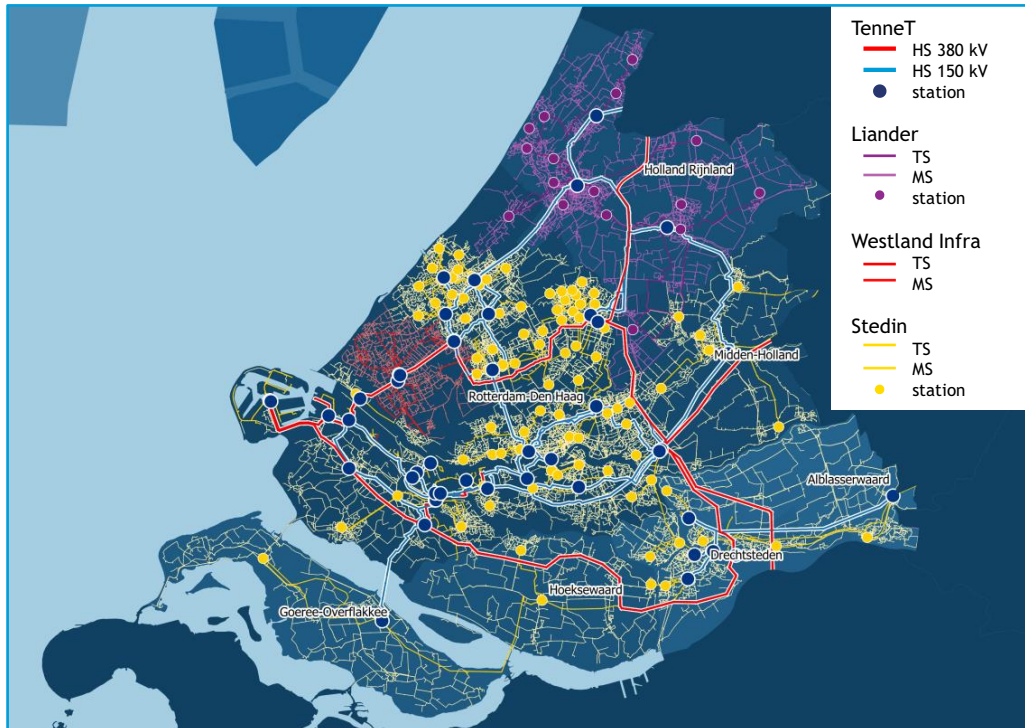 TenneT
HS 380 kV
HS 150 kV
station
Liander
TS
MS
station
Westland Infra
TS
MS
Stedin
TS
MS
station
Holland Rijnland
Midden-Holland
Rotterdam-Den Haag
Alblasserwaard
Drechtsteden
Hoeksewaard
Goeree-Overflakkee